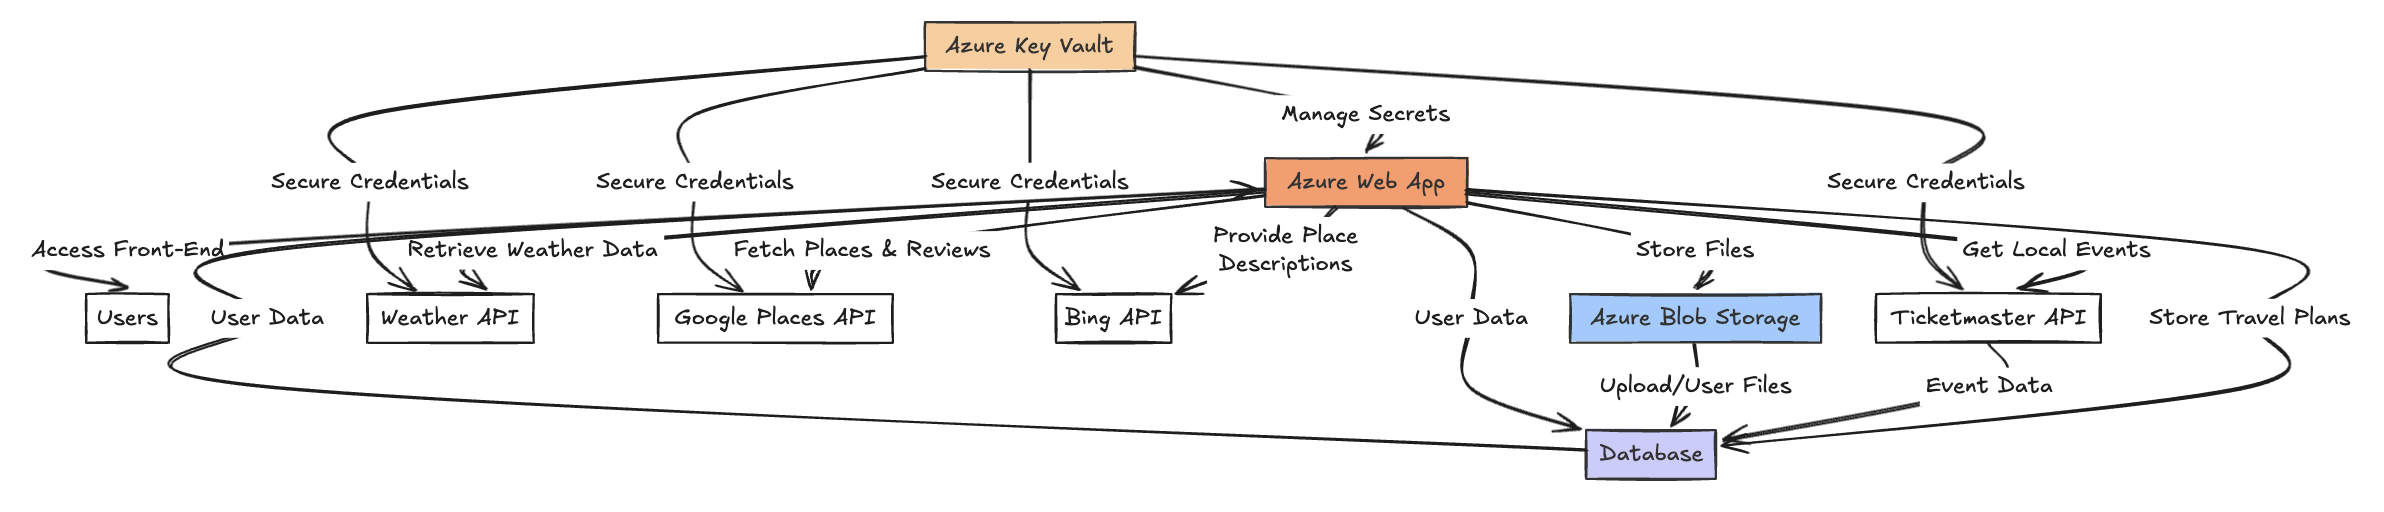 Azure Key Vault
Manage Secrets
Secure Credentials
Secure Credentials
Secure Credentials
Azure Web App
Secure Credentials
Access Front-End
Retrieve Weather Data
Fetch Places & Reviews
Provide Place
Descriptions
Store Files
Get Local Events
Users
User Data
Weather API
Google Places API
Bing API
User Data
Azure Blob Storage
Ticketmaster API
Store Travel Plans
Upload/User Files
Event Data
Database